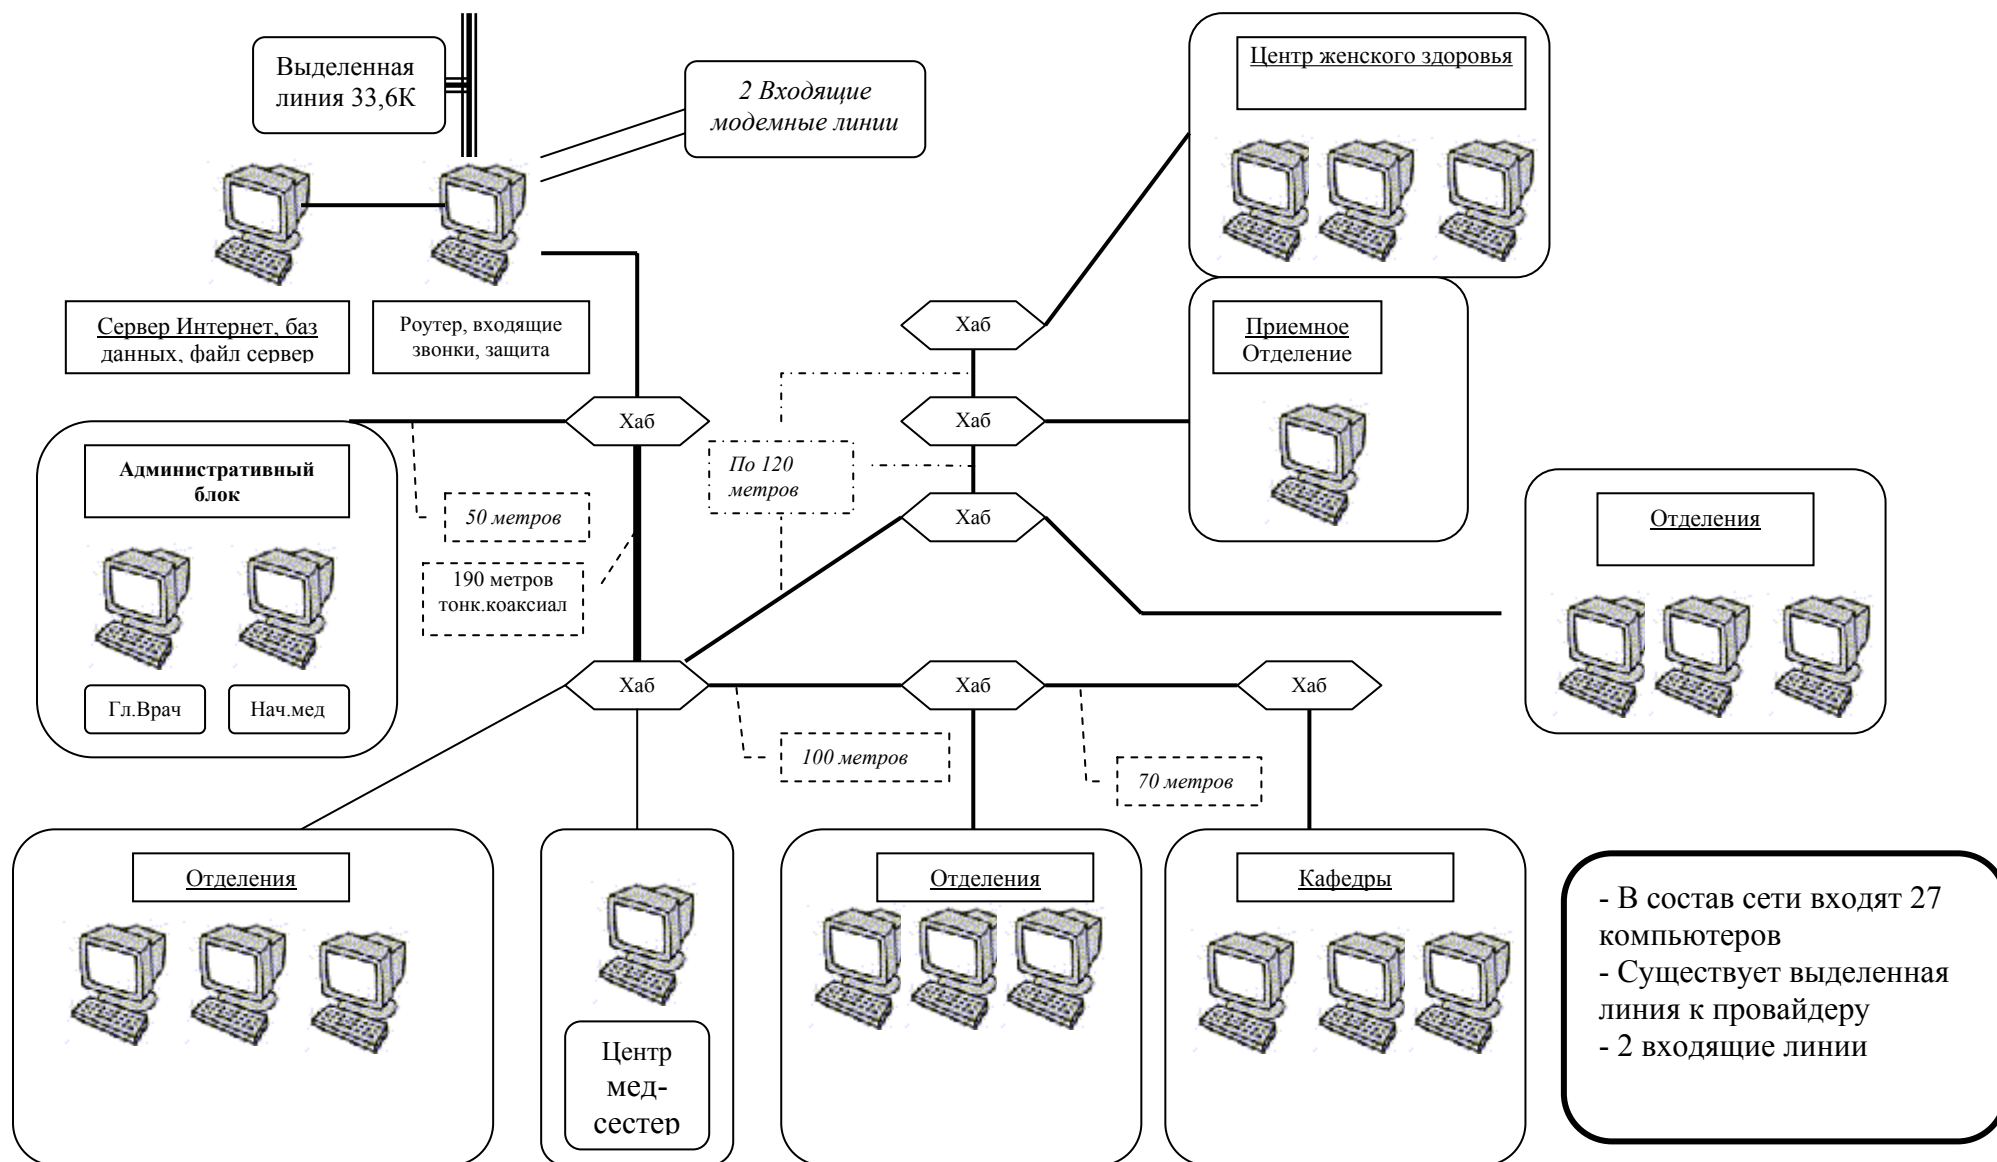 Выделенная
линия 33,6К
2 Входящие
модемные линии
Центр женского здоровья
Сервер Интернет, баз
данных, файл сервер
Роутер, входящие
звонки, защита
Хаб
Приемное
Отделение
Хаб
Хаб
Административный
блок
По 120
метров
50 метров
Хаб
Отделения
190 метров
тонк.коаксиал
Гл.Врач
Нач.мед
Хаб
Хаб
Хаб
100 метров
70 метров
Отделения
Отделения
Кафедры
- В состав сети входят 27
компьютеров
- Существует выделенная
линия к провайдеру
- 2 входящие линии
Центр
мед-
сестер